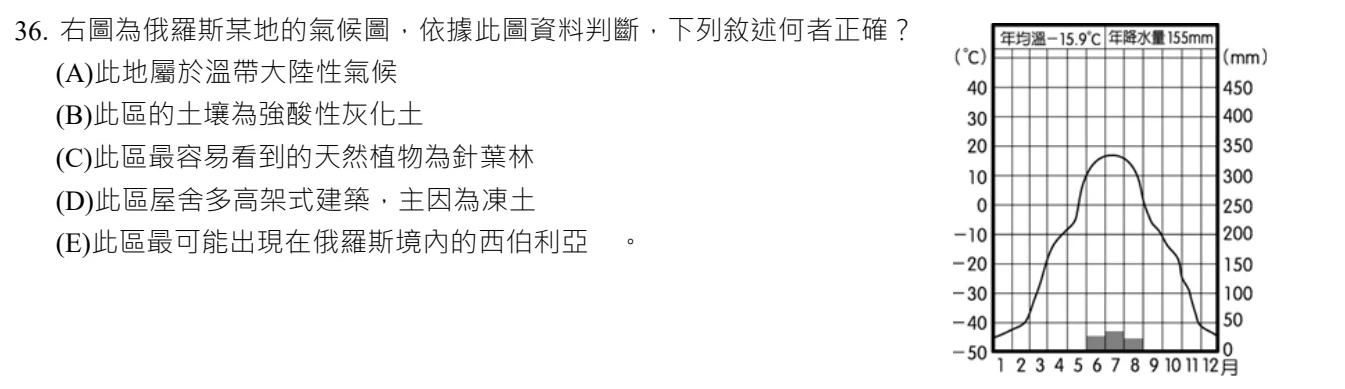 36. 右圖為俄羅斯某地的氣候圖，依據此圖資料判斷，下列敘述何者正確？
(A)此地屬於溫帶大陸性氣候
(B)此區的土壤為強酸性灰化土
(C)此區最容易看到的天然植物為針葉林
(D)此區屋舍多高架式建築，主因為凍土
(E)此區最可能出現在俄羅斯境內的西伯利亞　。
年均溫－15.9℃ 年降水量155mm
(℃) (mm)
40 450
30 400
20 350
10 300
0 250
－10 200
－20 150
－30 100
－40 50
－50 0
1 2 3 4 5 6 7 8 9 10 11 12月